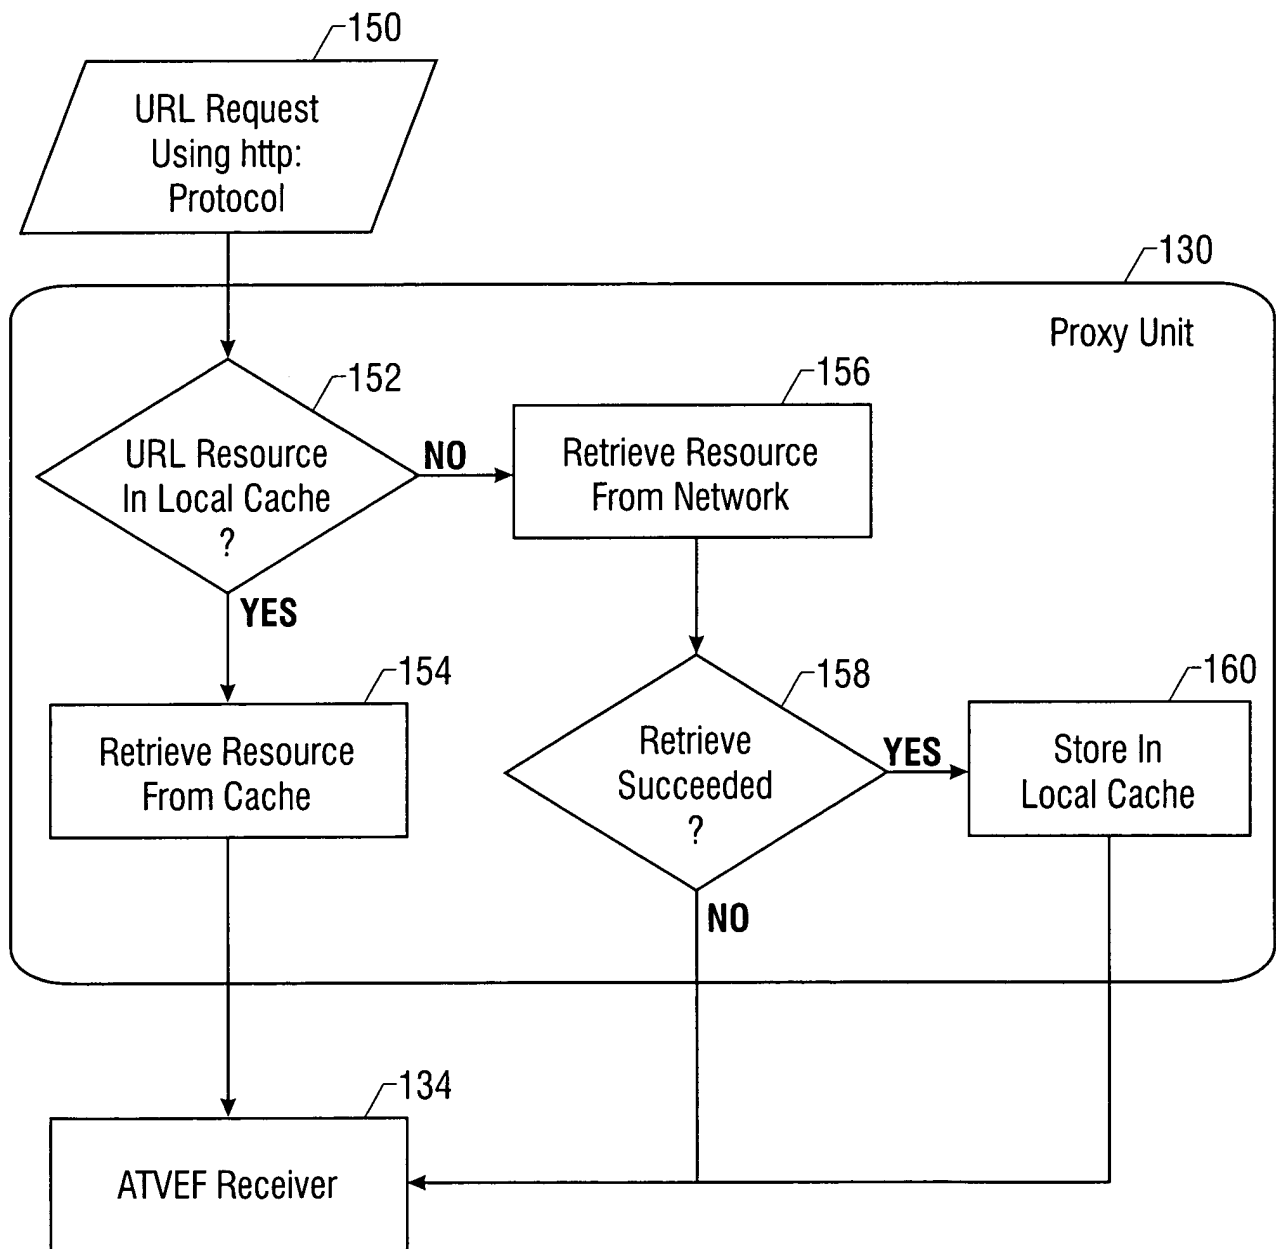 150
URL Request
Using http:
Protocol
130
Proxy Unit
152
URL Resource
In Local Cache
?
NO
156
Retrieve Resource
From Network
YES
154
Retrieve Resource
From Cache
158
Retrieve
Succeeded
?
YES
160
Store In
Local Cache
NO
134
ATVEF Receiver